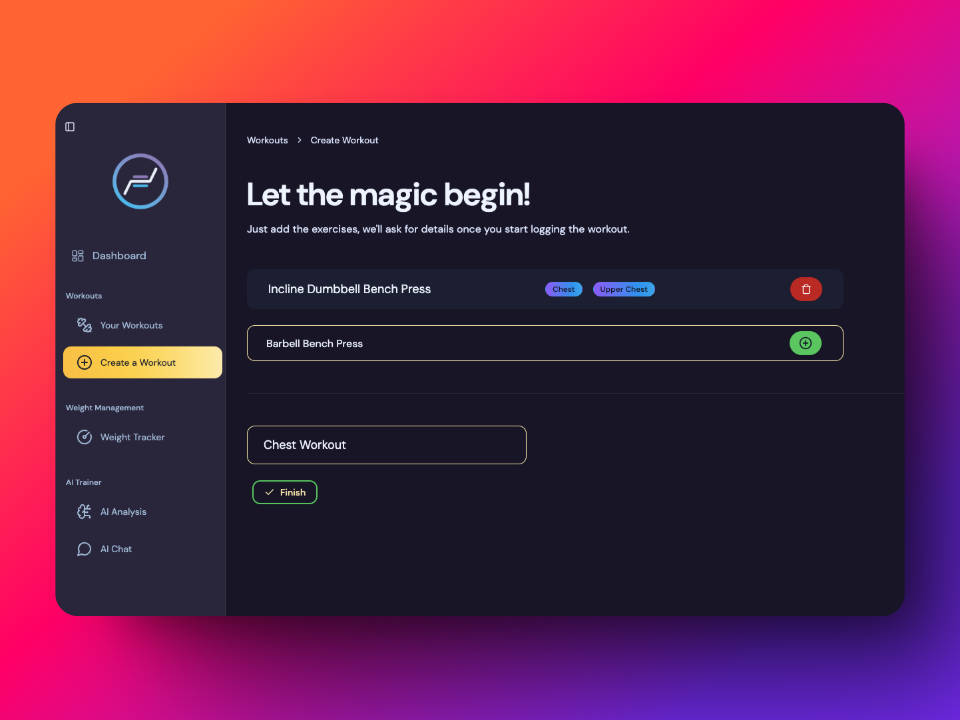 Workouts > Create Workout
Let the magic begin!
Just add the exercises, we'll ask for details once you start logging the workout.
Dashboard
Workouts
Your Workouts
Create a Workout
Weight Management
Weight Tracker
AI Trainer
AI Analysis
AI Chat
Incline Dumbbell Bench Press
Chest
Upper Chest
Barbell Bench Press
Chest Workout
Finish